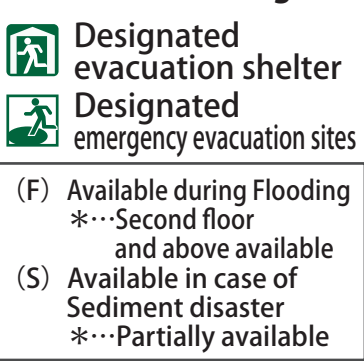 Designated
evacuation shelter
Designated
emergency evacuation sites
(F) Available during Flooding
＊…Second floor
and above available
(S) Available in case of
Sediment disaster
＊…Partially available